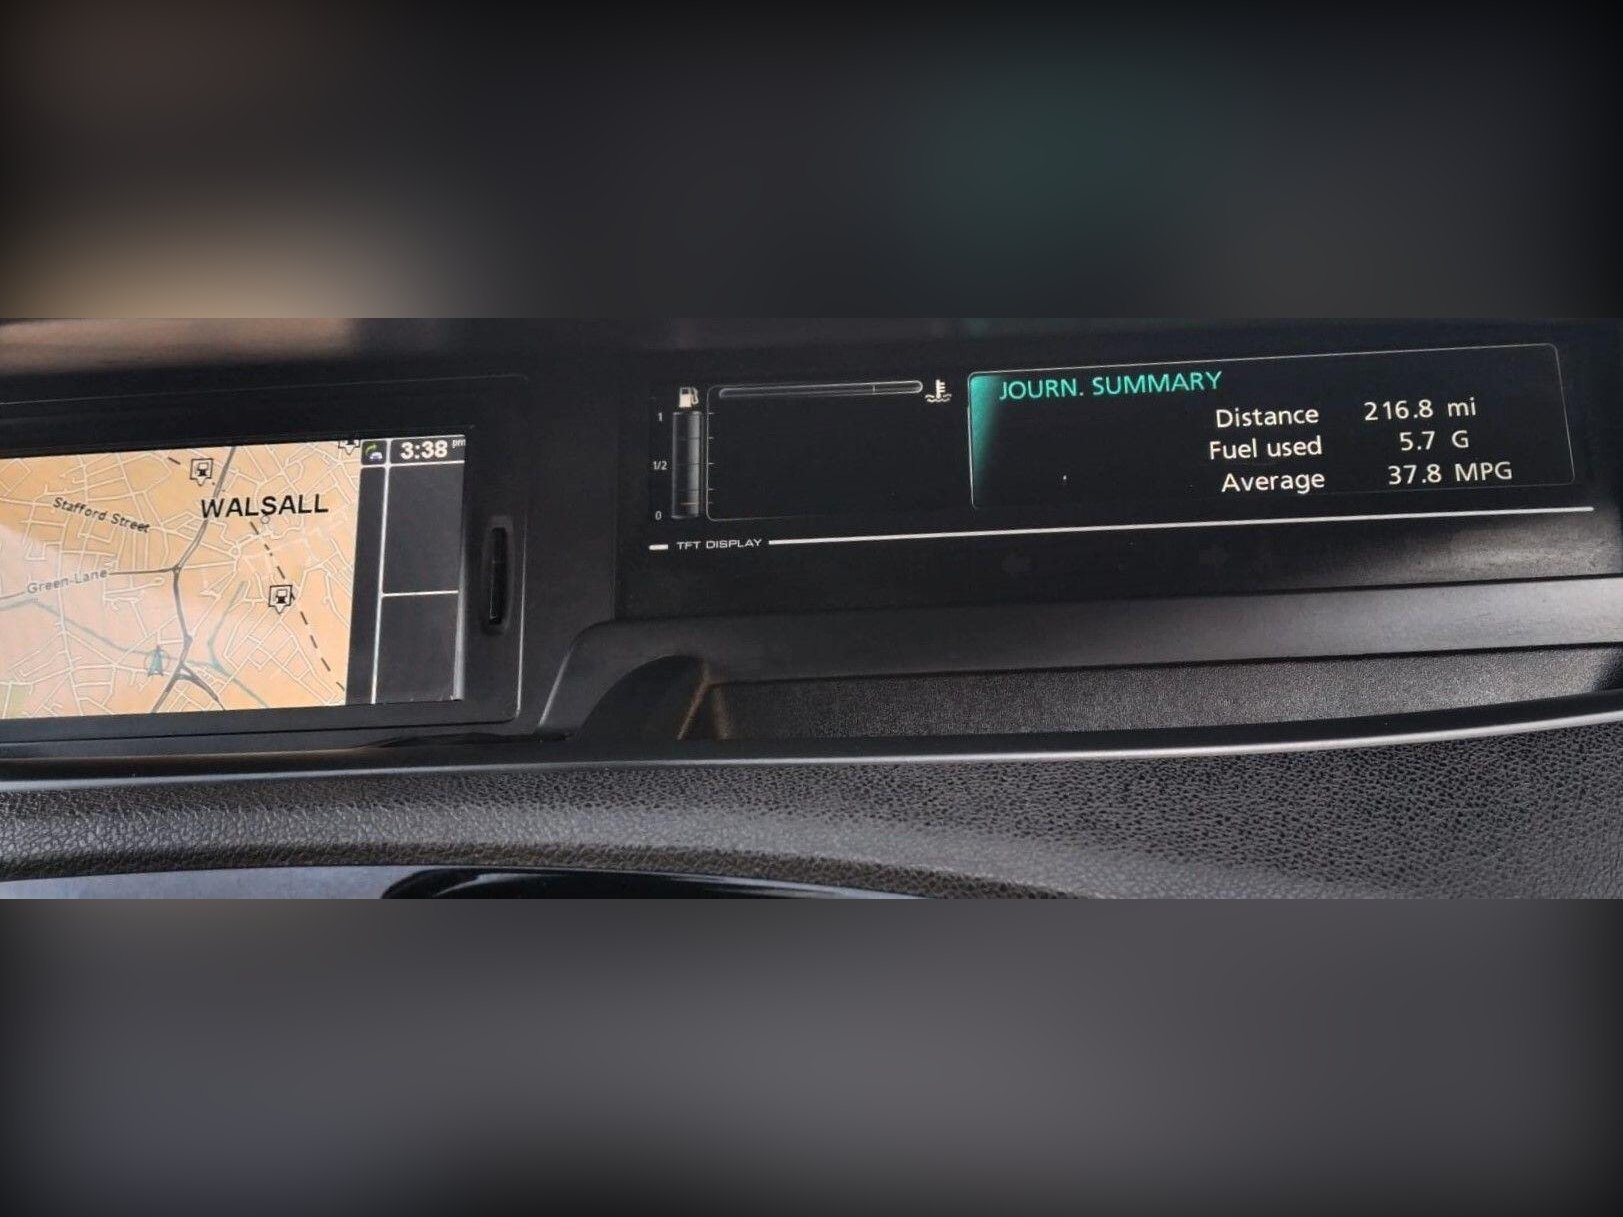 3:38 pm
WALSALL
Stafford Street
Green Lane
1
1/2
0
TFT DISPLAY
JOURN. SUMMARY
Distance 216.8 mi
Fuel used 5.7 G
Average 37.8 MPG